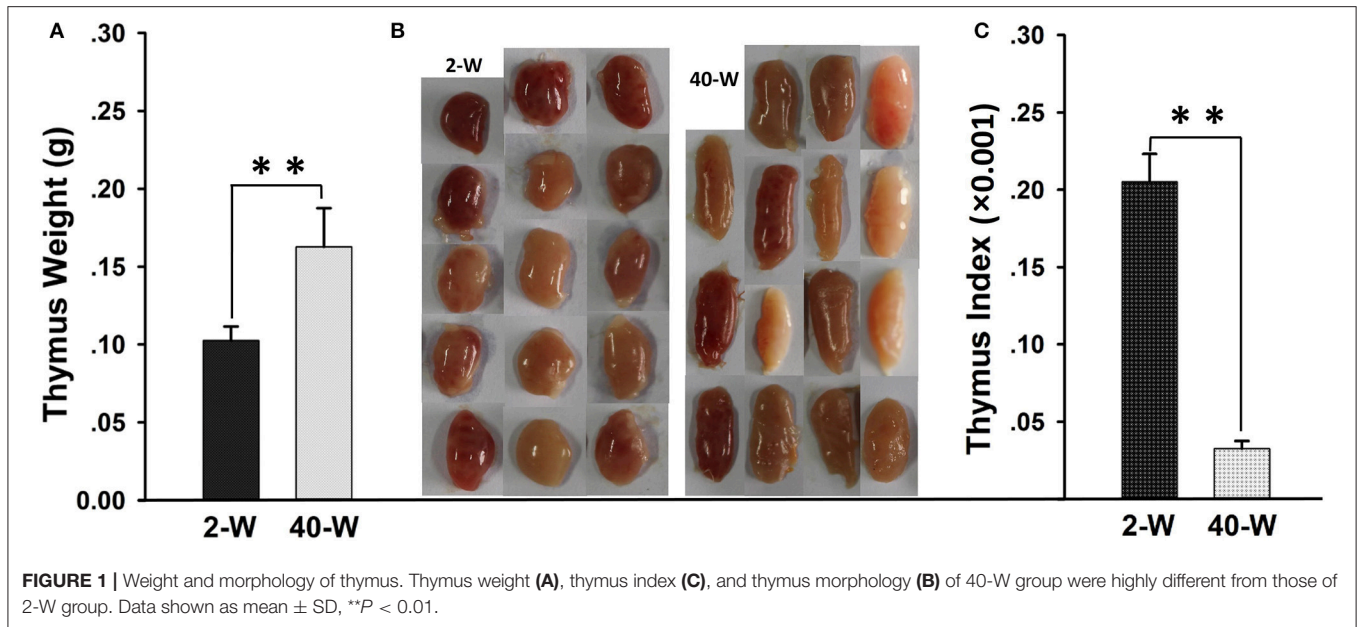 A
Thymus Weight (g)
.30
.25
.20
.15
.10
.05
0.00
* *
2-W 40-W
B
2-W
40-W
C
Thymus Index (×0.001)
.30
.25
.20
.15
.10
.05
* *
2-W 40-W
FIGURE 1 | Weight and morphology of thymus. Thymus weight (A), thymus index (C), and thymus morphology (B) of 40-W group were highly different from those of
2-W group. Data shown as mean ± SD, **P < 0.01.